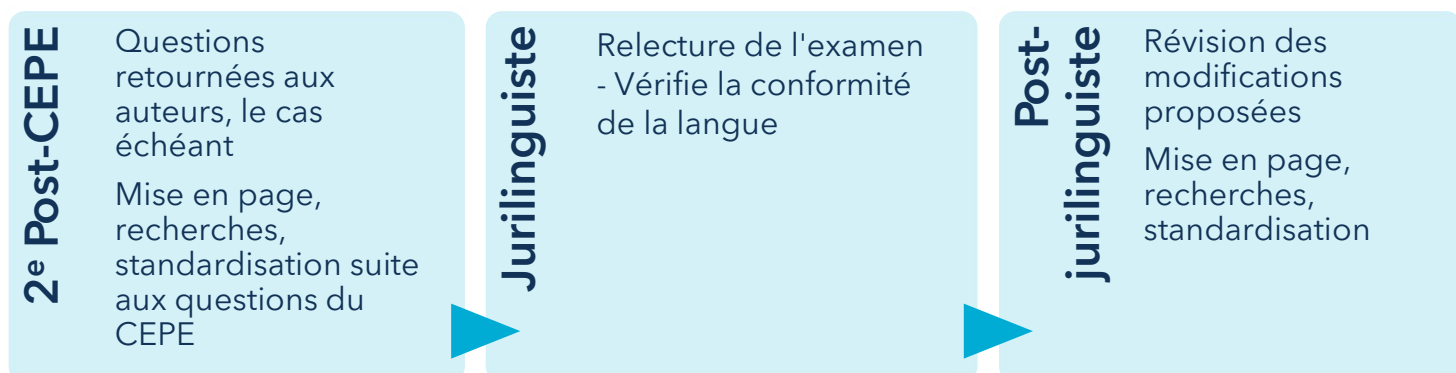 2e Post-CEPE
Questions
retournées aux
auteurs, le cas
échéant
Mise en page,
recherches,
standardisation suite
aux questions du
CEPE
Jurilinguiste
Relecture de l'examen
- Vérifie la conformité
de la langue
Post-
jurilinguiste
Révision des
modifications
proposées
Mise en page,
recherches,
standardisation